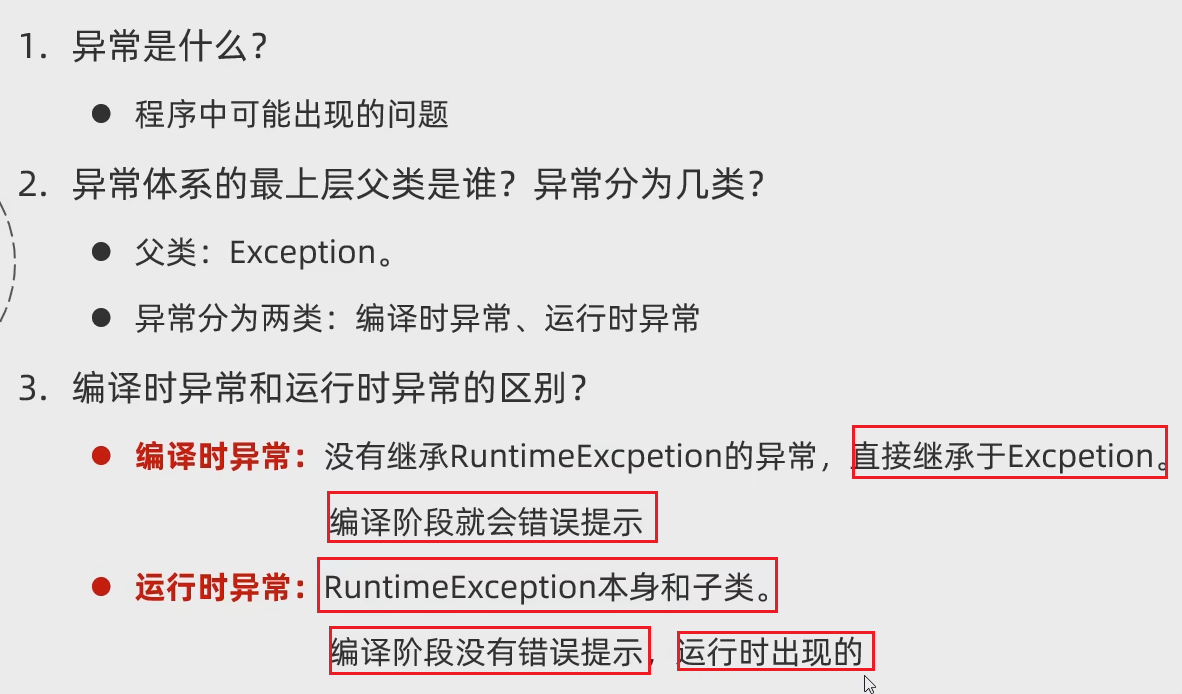 1. 异常是什么？
● 程序中可能出现的问题
2. 异常体系的最上层父类是谁？异常分为几类？
● 父类：Exception。
● 异常分为两类：编译时异常、运行时异常
3. 编译时异常和运行时异常的区别？
● 编译时异常：没有继承RuntimeExcpetion的异常，直接继承于Excpetion。
编译阶段就会错误提示
● 运行时异常：RuntimeException本身和子类。
编译阶段没有错误提示，运行时出现的